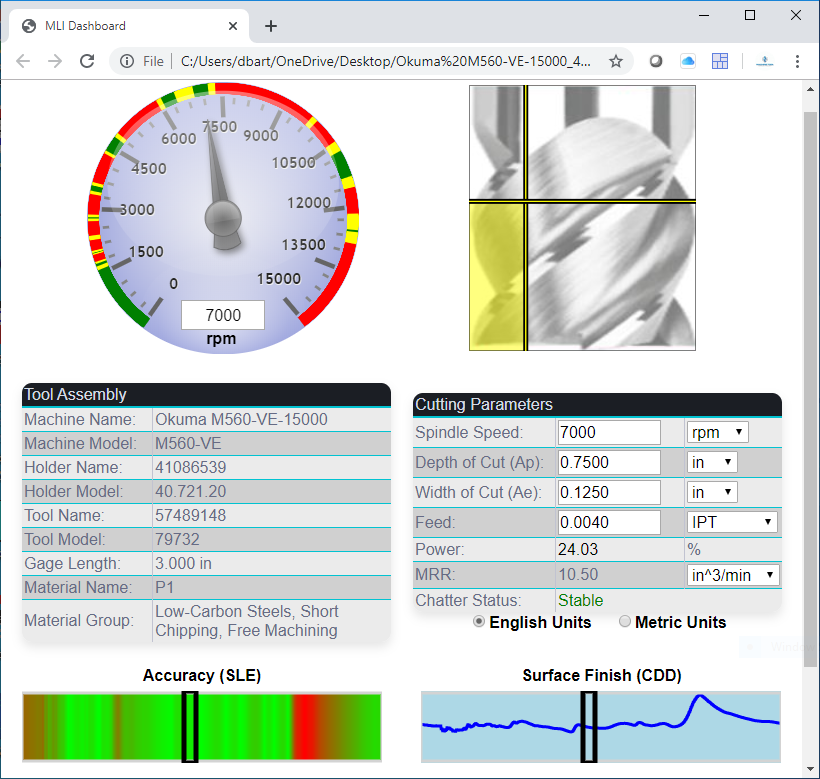 MLI Dashboard
File
C:/Users/dbart/OneDrive/Desktop/Okuma%20M560-VE-15000_4...
0
1500
3000
4500
6000
7500
9000
10500
12000
13500
15000
7000
rpm
Tool Assembly
Machine Name: Okuma M560-VE-15000
Machine Model: M560-VE
Holder Name: 41086539
Holder Model: 40.721.20
Tool Name: 57489148
Tool Model: 79732
Gage Length: 3.000 in
Material Name: P1
Material Group: Low-Carbon Steels, Short
Chipping, Free Machining
Cutting Parameters
Spindle Speed: 7000 rpm
Depth of Cut (Ap): 0.7500 in
Width of Cut (Ae): 0.1250 in
Feed: 0.0040 IPT
Power: 24.03 %
MRR: 10.50 in^3/min
Chatter Status: Stable
English Units Metric Units
Accuracy (SLE)
Surface Finish (CDD)